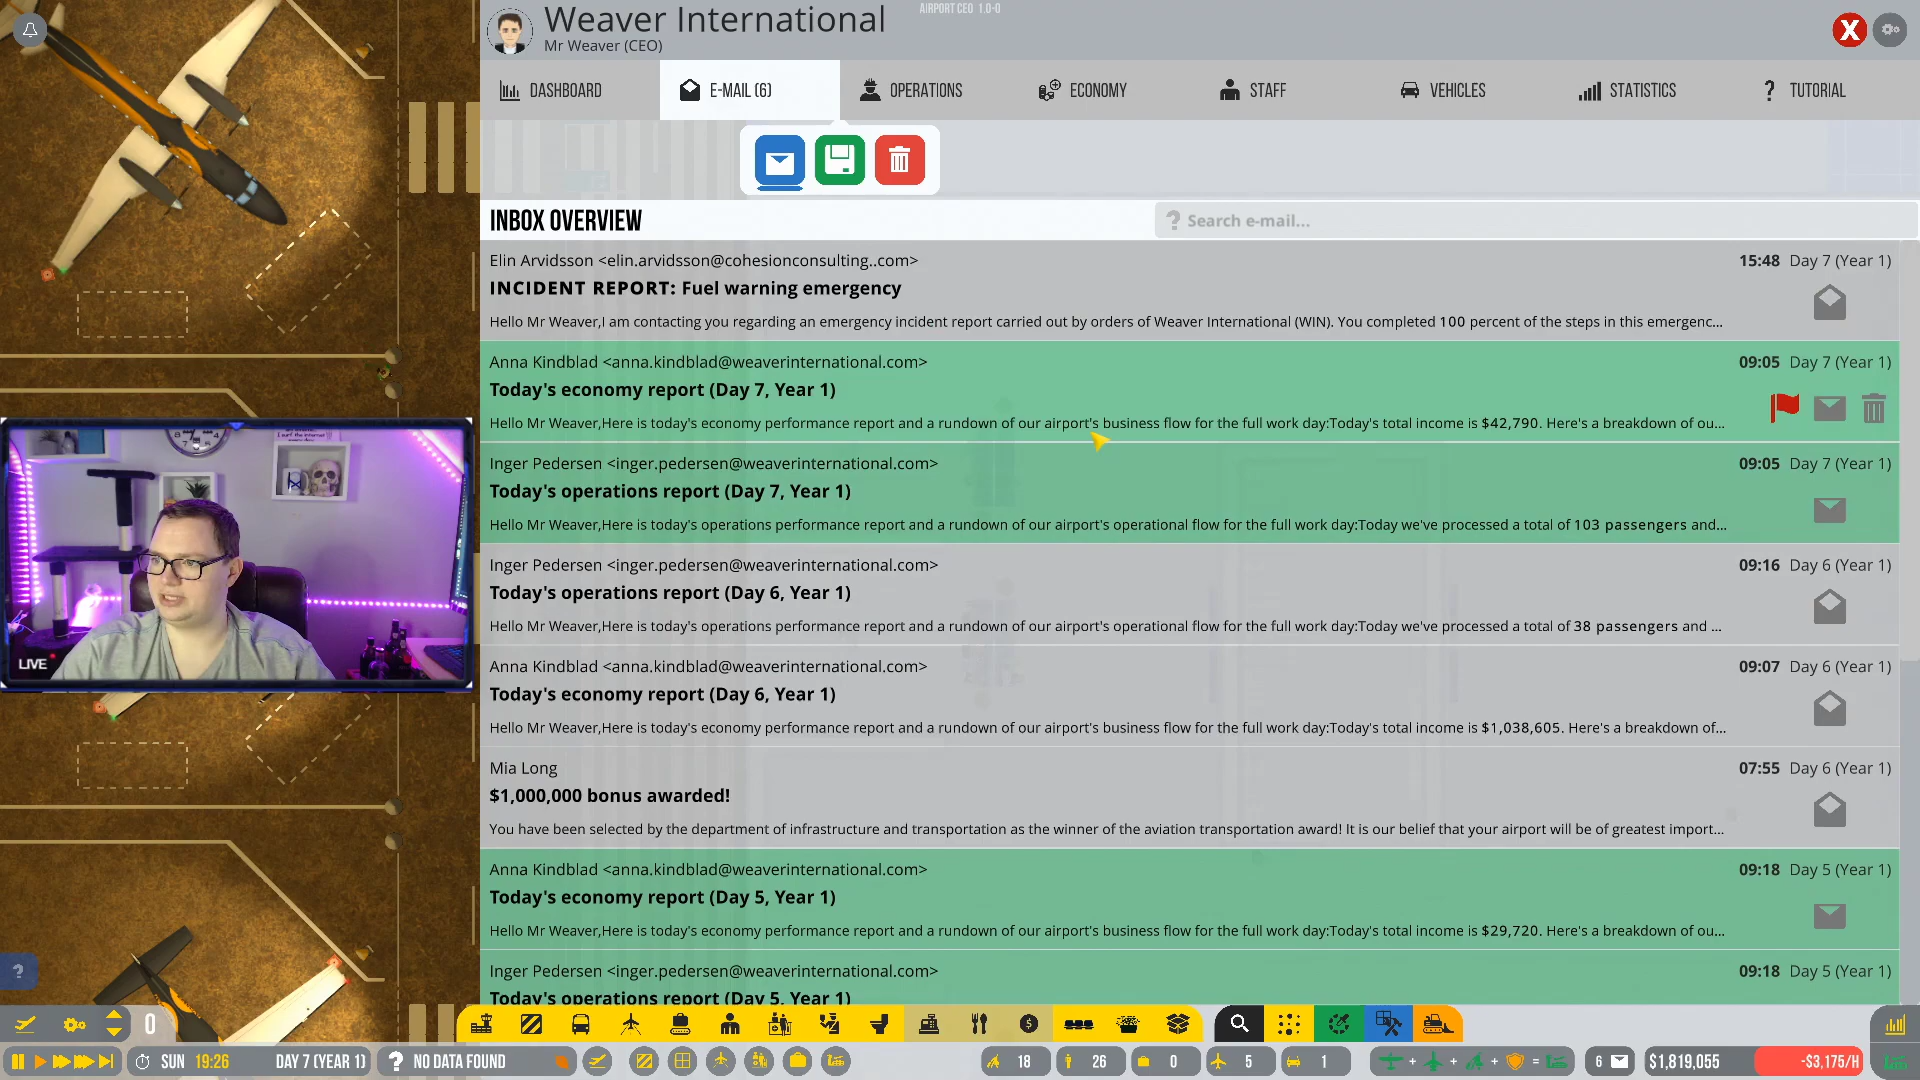 AIRPORT CEO 1.0-0
Weaver International
Mr Weaver (CEO)
X
DASHBOARD
E-MAIL (6)
OPERATIONS
ECONOMY
STAFF
VEHICLES
STATISTICS
? TUTORIAL
INBOX OVERVIEW
? Search e-mail...
Elin Arvidsson <elin.arvidsson@cohesionconsulting..com>
15:48 Day 7 (Year 1)
INCIDENT REPORT: Fuel warning emergency
Hello Mr Weaver,I am contacting you regarding an emergency incident report carried out by orders of Weaver International (WIN). You completed 100 percent of the steps in this emergenc...
Anna Kindblad <anna.kindblad@weaverinternational.com>
09:05 Day 7 (Year 1)
Today's economy report (Day 7, Year 1)
Hello Mr Weaver,Here is today's economy performance report and a rundown of our airport's business flow for the full work day:Today's total income is $42,790. Here's a breakdown of ou...
Inger Pedersen <inger.pedersen@weaverinternational.com>
09:05 Day 7 (Year 1)
Today's operations report (Day 7, Year 1)
Hello Mr Weaver,Here is today's operations performance report and a rundown of our airport's operational flow for the full work day:Today we've processed a total of 103 passengers and...
Inger Pedersen <inger.pedersen@weaverinternational.com>
09:16 Day 6 (Year 1)
Today's operations report (Day 6, Year 1)
Hello Mr Weaver,Here is today's operations performance report and a rundown of our airport's operational flow for the full work day:Today we've processed a total of 38 passengers and ...
Anna Kindblad <anna.kindblad@weaverinternational.com>
09:07 Day 6 (Year 1)
Today's economy report (Day 6, Year 1)
Hello Mr Weaver,Here is today's economy performance report and a rundown of our airport's business flow for the full work day:Today's total income is $1,038,605. Here's a breakdown of...
Mia Long
07:55 Day 6 (Year 1)
$1,000,000 bonus awarded!
You have been selected by the department of infrastructure and transportation as the winner of the aviation transportation award! It is our belief that your airport will be of greatest import...
Anna Kindblad <anna.kindblad@weaverinternational.com>
09:18 Day 5 (Year 1)
Today's economy report (Day 5, Year 1)
Hello Mr Weaver,Here is today's economy performance report and a rundown of our airport's business flow for the full work day:Today's total income is $29,720. Here's a breakdown of ou...
Inger Pedersen <inger.pedersen@weaverinternational.com>
09:18 Day 5 (Year 1)
Today's operations report (Day 5, Year 1)
LIVE
?
0
SUN 19:26 DAY 7 (YEAR 1)
? NO DATA FOUND
18
26
0
5
1
+ + + =
6
$1,819,055
-$3,175/H